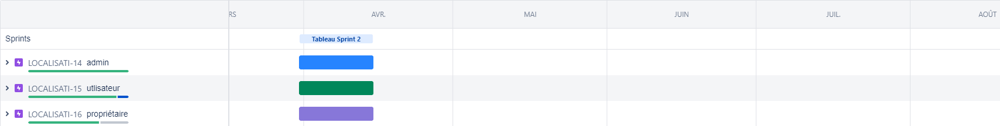 RS AVR. MAI JUIN JUIL. AOÛT
Sprints Tableau Sprint 2
LOCALISATI-14 admin
LOCALISATI-15 utlisateur
LOCALISATI-16 propriétaire